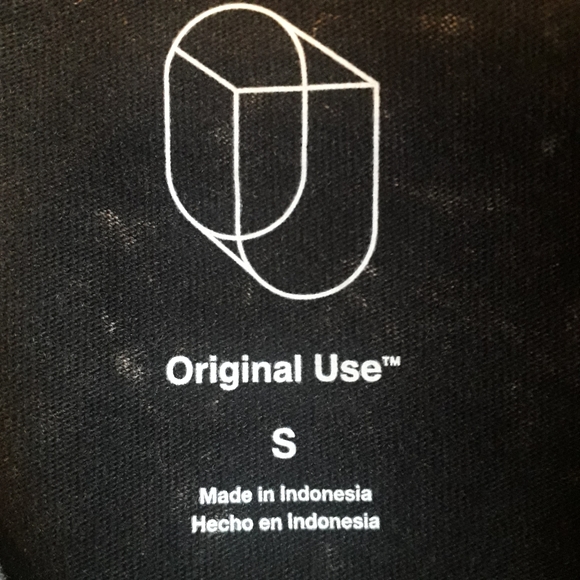 Original Use™
S
Made in Indonesia
Hecho en Indonesia